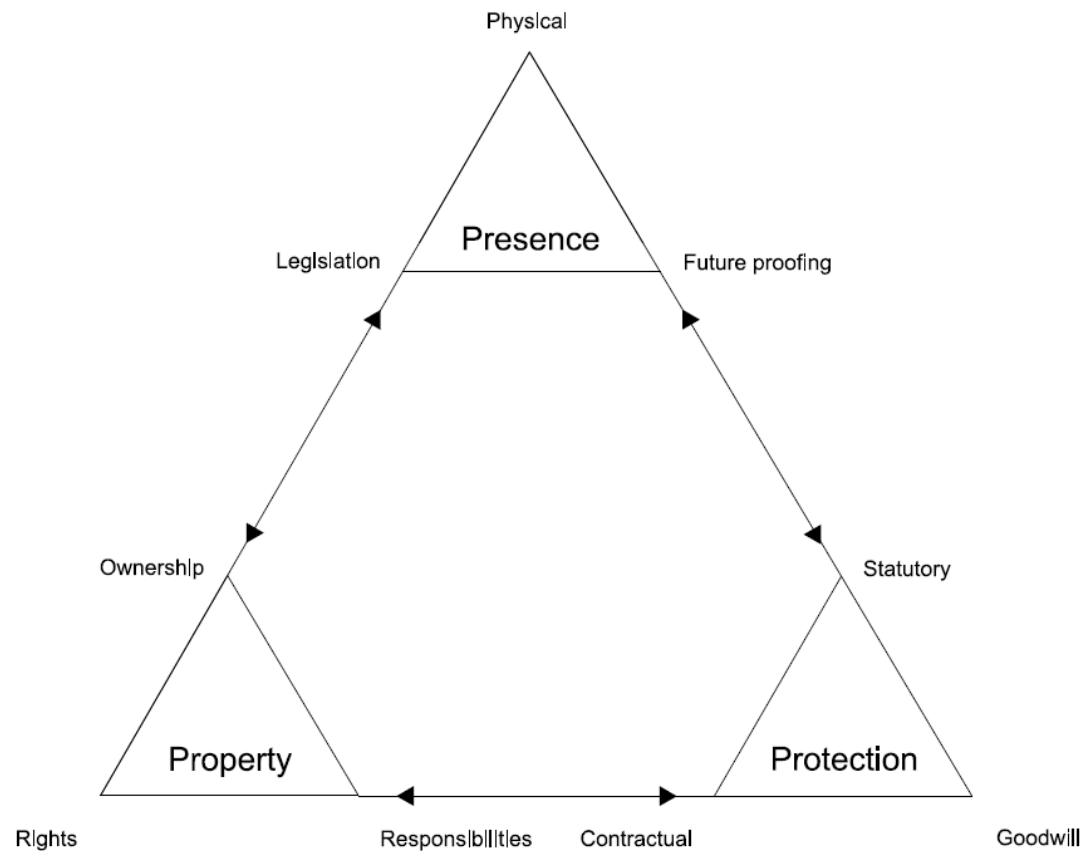 Physical
Presence
Legislation
Future proofing
Ownership
Statutory
Property
Protection
Rights
Responsibilities
Contractual
Goodwill